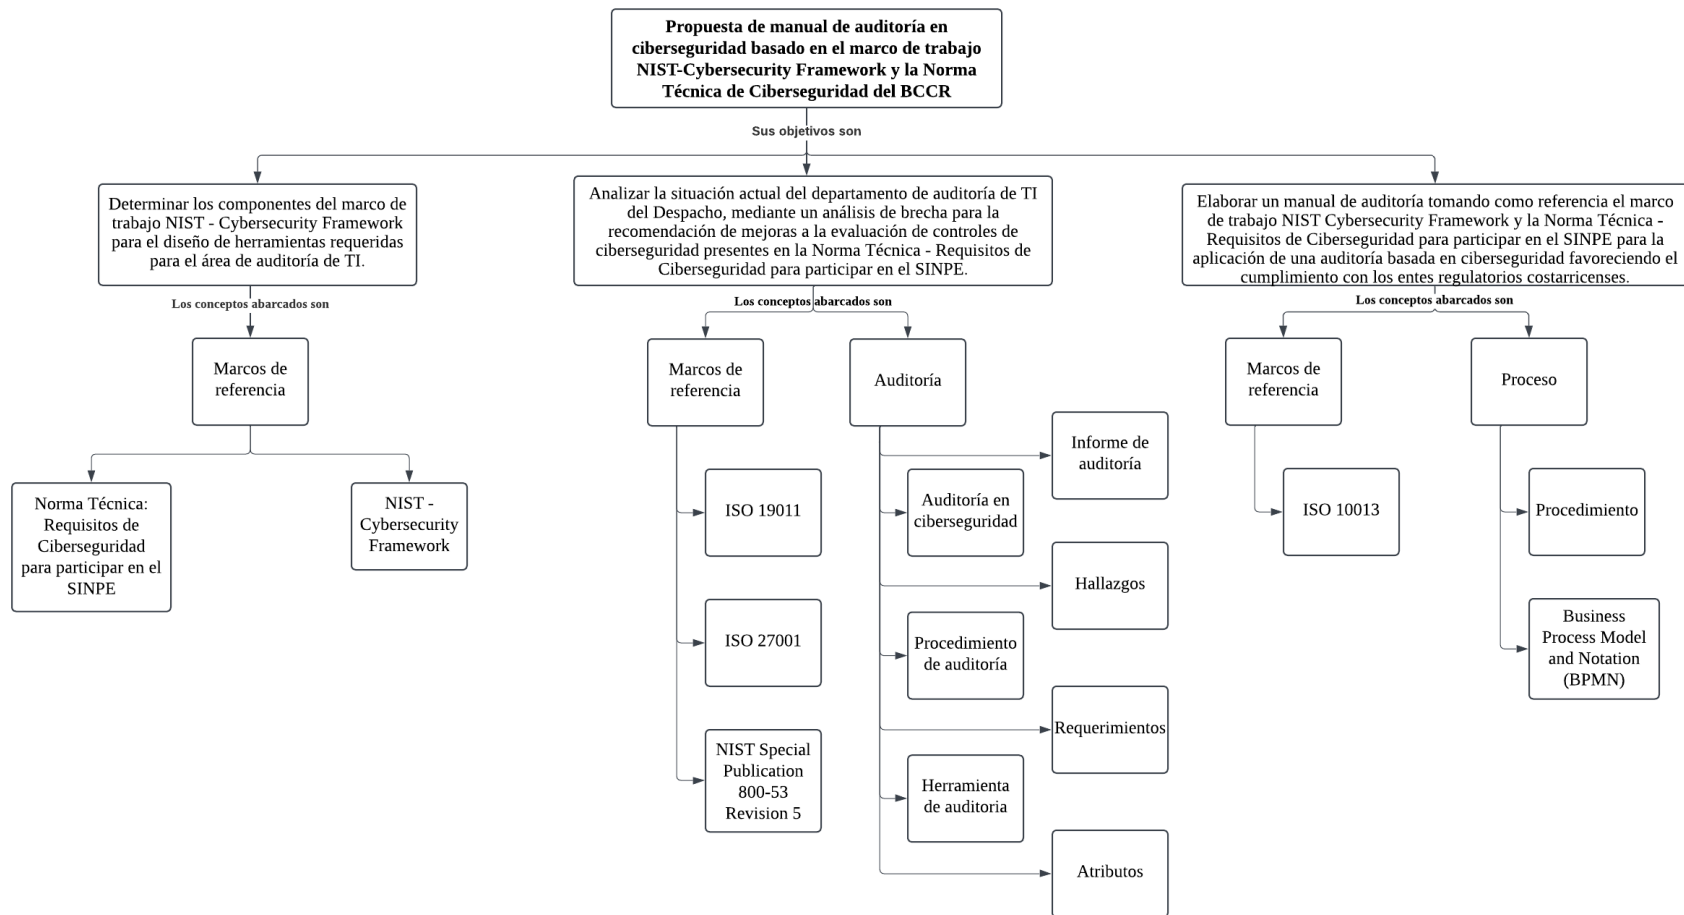 Propuesta de manual de auditoría en
ciberseguridad basado en el marco de trabajo
NIST-Cybersecurity Framework y la Norma
Técnica de Ciberseguridad del BCCR
Sus objetivos son
Determinar los componentes del marco de
trabajo NIST - Cybersecurity Framework
para el diseño de herramientas requeridas
para el área de auditoría de TI.
Los conceptos abarcados son
Marcos de
referencia
Norma Técnica:
Requisitos de
Ciberseguridad
para participar en el
SINPE
NIST -
Cybersecurity
Framework
Analizar la situación actual del departamento de auditoría de TI
del Despacho, mediante un análisis de brecha para la
recomendación de mejoras a la evaluación de controles de
ciberseguridad presentes en la Norma Técnica - Requisitos de
Ciberseguridad para participar en el SINPE.
Los conceptos abarcados son
Marcos de
referencia
ISO 19011
ISO 27001
NIST Special
Publication
800-53
Revision 5
Auditoría
Informe de
auditoría
Auditoría en
ciberseguridad
Hallazgos
Procedimiento
de auditoría
Requerimientos
Herramienta
de auditoria
Atributos
Elaborar un manual de auditoría tomando como referencia el marco
de trabajo NIST Cybersecurity Framework y la Norma Técnica -
Requisitos de Ciberseguridad para participar en el SINPE para la
aplicación de una auditoría basada en ciberseguridad favoreciendo el
cumplimiento con los entes regulatorios costarricenses.
Los conceptos abarcados son
Marcos de
referencia
ISO 10013
Proceso
Procedimiento
Business
Process Model
and Notation
(BPMN)